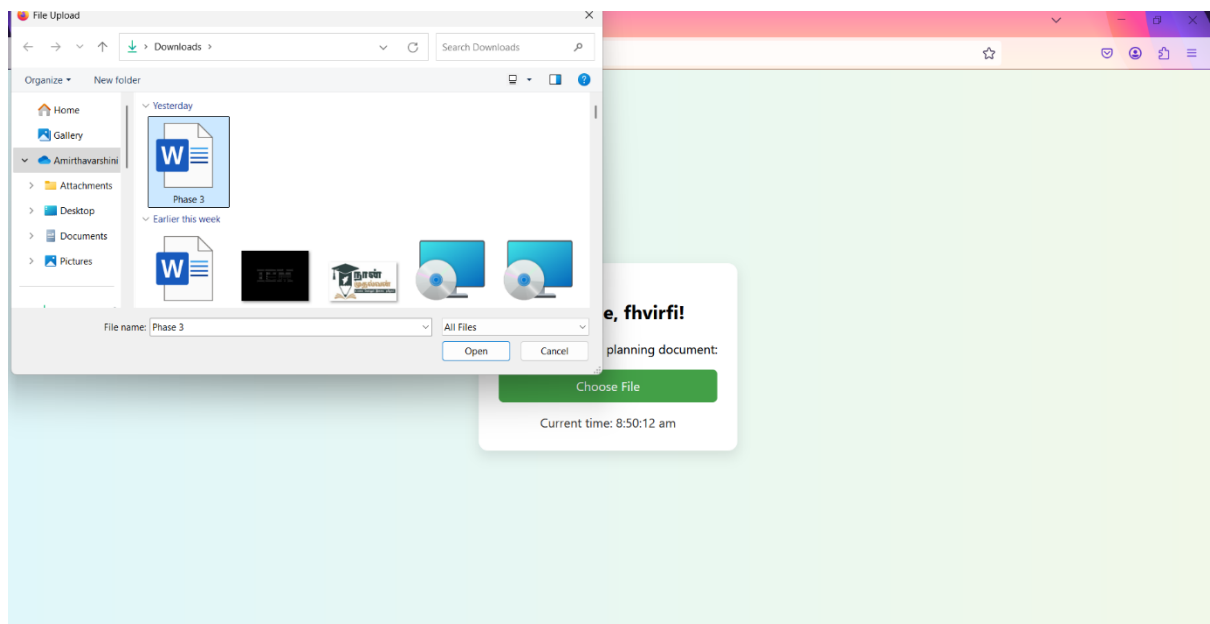 File Upload
Downloads
Search Downloads
Organize
New folder
Home
Gallery
Amirthavarshini
Attachments
Desktop
Documents
Pictures
Yesterday
Phase 3
Earlier this week
நான்
முதல்வன்
File name: Phase 3
All Files
Open
Cancel
e, fhvirfi!
planning document:
Choose File
Current time: 8:50:12 am